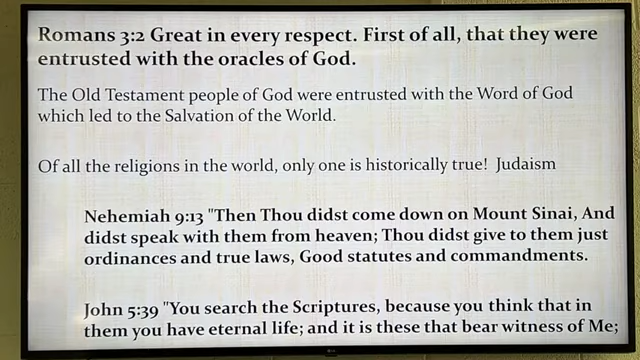 Romans 3:2 Great in every respect. First of all, that they were
entrusted with the oracles of God.
The Old Testament people of God were entrusted with the Word of God
which led to the Salvation of the World.
Of all the religions in the world, only one is historically true!  Judaism
Nehemiah 9:13 "Then Thou didst come down on Mount Sinai, And
didst speak with them from heaven; Thou didst give to them just
ordinances and true laws, Good statutes and commandments.
John 5:39 "You search the Scriptures, because you think that in
them you have eternal life; and it is these that bear witness of Me;